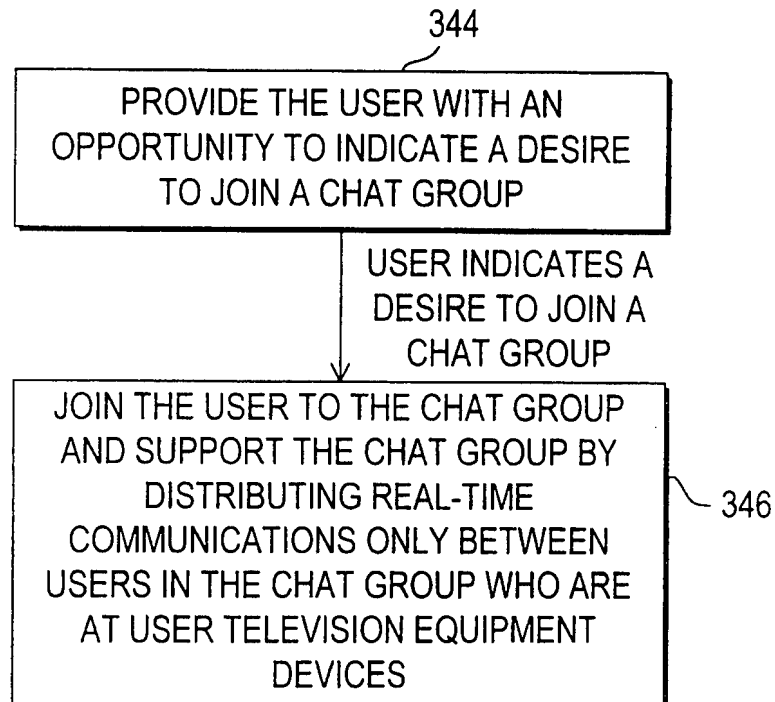 344
PROVIDE THE USER WITH AN
OPPORTUNITY TO INDICATE A DESIRE
TO JOIN A CHAT GROUP
USER INDICATES A
DESIRE TO JOIN A
CHAT GROUP
JOIN THE USER TO THE CHAT GROUP
AND SUPPORT THE CHAT GROUP BY
DISTRIBUTING REAL-TIME
COMMUNICATIONS ONLY BETWEEN
USERS IN THE CHAT GROUP WHO ARE
AT USER TELEVISION EQUIPMENT
DEVICES
346